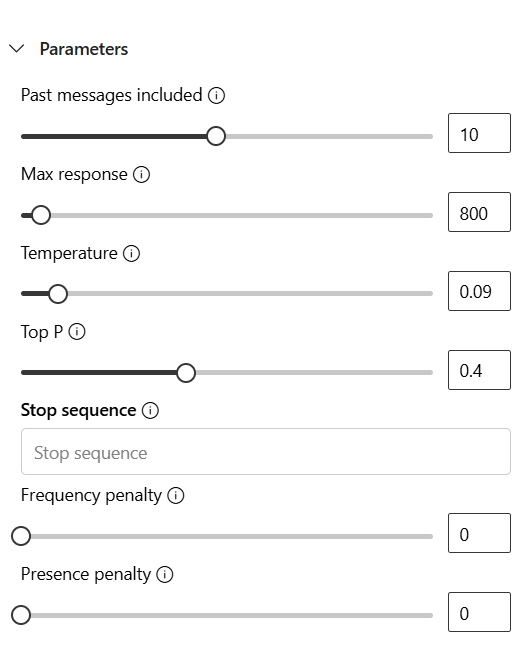 Parameters
Past messages included
10
Max response
800
Temperature
0.09
Top P
0.4
Stop sequence
Stop sequence
Frequency penalty
0
Presence penalty
0